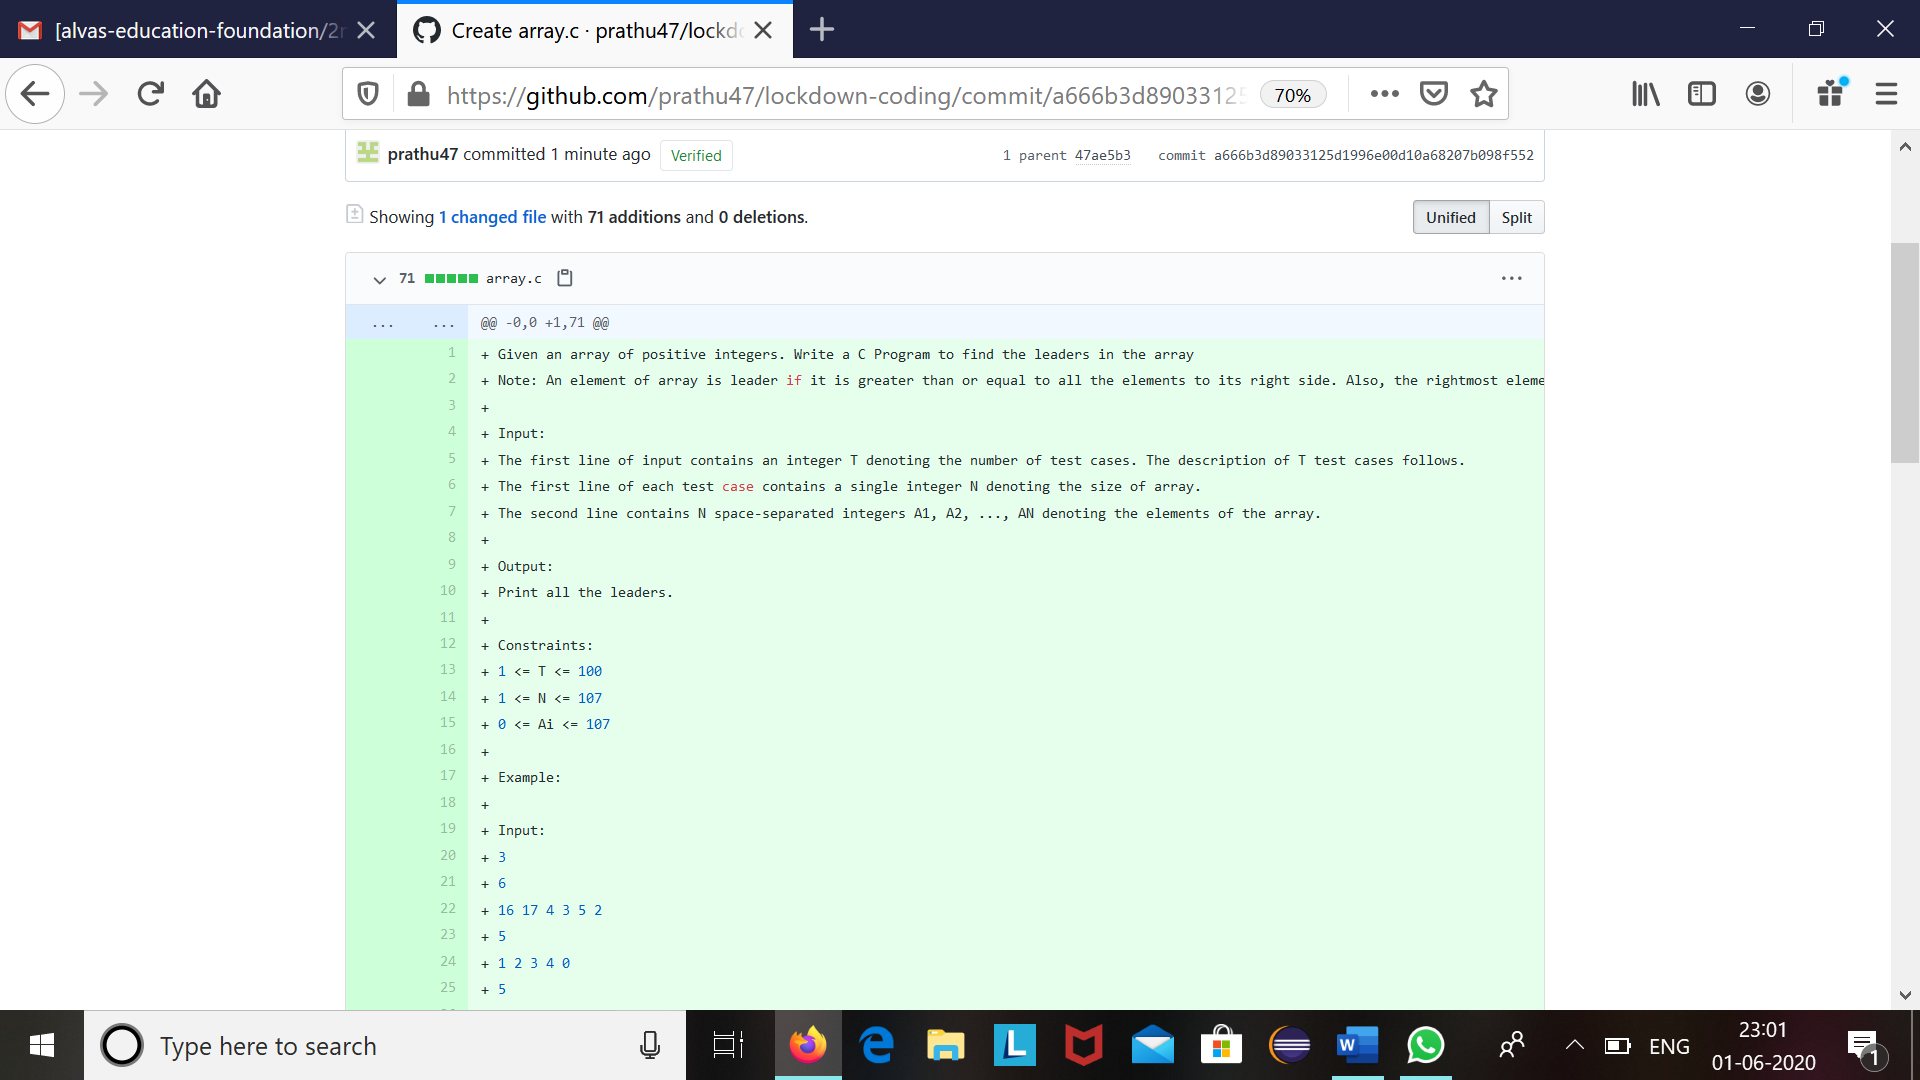 [alvas-education-foundation/2
Create array.c · prathu47/lockd
https://github.com/prathu47/lockdown-coding/commit/a666b3d89033125
70%
prathu47 committed 1 minute ago Verified 1 parent 47ae5b3 commit a666b3d89033125d1996e00d10a68207b098f552
Showing 1 changed file with 71 additions and 0 deletions.
Unified Split
71 array.c
... ... @@ -0,0 +1,71 @@
1 + Given an array of positive integers. Write a C Program to find the leaders in the array
2 + Note: An element of array is leader if it is greater than or equal to all the elements to its right side. Also, the rightmost eleme
3 +
4 + Input:
5 + The first line of input contains an integer T denoting the number of test cases. The description of T test cases follows.
6 + The first line of each test case contains a single integer N denoting the size of array.
7 + The second line contains N space-separated integers A1, A2, ..., AN denoting the elements of the array.
8 +
9 + Output:
10 + Print all the leaders.
11 +
12 + Constraints:
13 + 1 <= T <= 100
14 + 1 <= N <= 107
15 + 0 <= Ai <= 107
16 +
17 + Example:
18 +
19 + Input:
20 + 3
21 + 6
22 + 16 17 4 3 5 2
23 + 5
24 + 1 2 3 4 0
25 + 5
Type here to search
L
W
ENG
23:01
01-06-2020
1